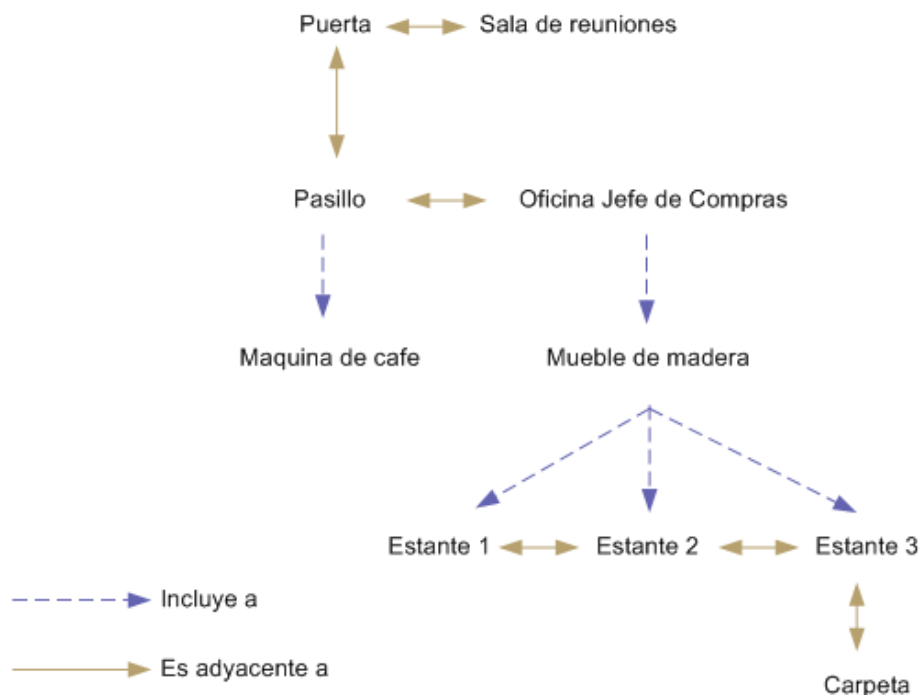 Puerta
Sala de reuniones
Pasillo
Oficina Jefe de Compras
Maquina de cafe
Mueble de madera
Estante 1
Estante 2
Estante 3
Incluye a
Es adyacente a
Carpeta